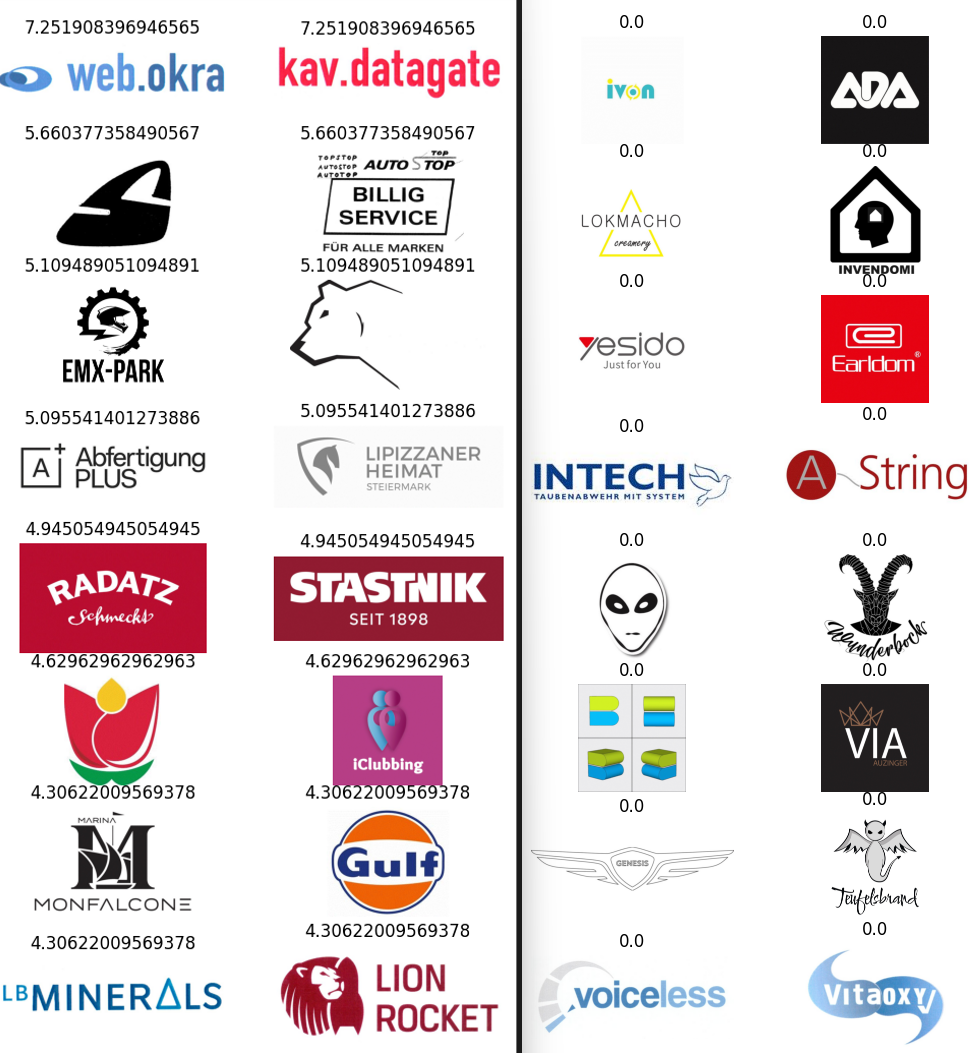 7.251908396946565
7.251908396946565
web.okra
kav.datagate
5.660377358490567
5.660377358490567
TOPSTOP
AUTOSTOP
AUTOTOP
AUTO STOP
TOP
TOP
BILLIG
SERVICE
FÜR ALLE MARKEN
5.109489051094891
5.109489051094891
EMX-PARK
5.095541401273886
5.095541401273886
A+
Abfertigung
PLUS
LIPIZZANER
HEIMAT
STEIERMARK
4.945054945054945
4.945054945054945
RADATZ
Schmeckt
STASTNIK
SEIT 1898
4.62962962962963
4.62962962962963
iClubbing
4.30622009569378
4.30622009569378
MARINA
M
MONFALCONE
Gulf
4.30622009569378
4.30622009569378
LB MINERALS
LION
ROCKET
0.0
0.0
ivon
ADA
0.0
0.0
LOKMACHO
creamery
INVENDOMI
0.0
0.0
yesido
Just for You
Earldom®
0.0
0.0
INTECH
TAUBENABWEHR MIT SYSTEM
A String
0.0
0.0
Wunderbocks
0.0
0.0
VIA
AUZINGER
0.0
0.0
GENESIS
Teufelsbrand
0.0
0.0
voiceless
Vitaoxy